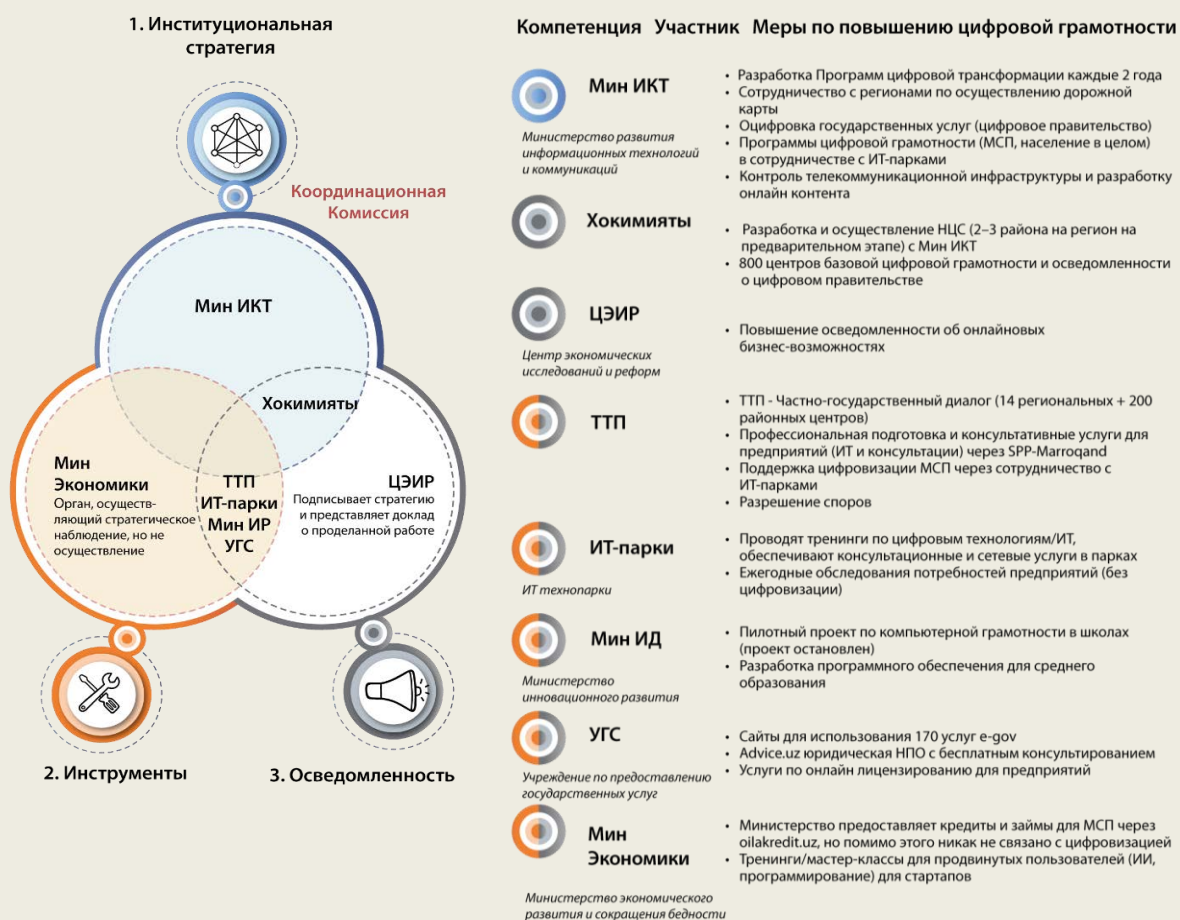 1. Институциональная
стратегия
Координационная
Комиссия
Мин ИКТ
Хокимияты
Мин
Экономики
Орган, осуществ-
ляющий стратегическое
наблюдение, но не
осуществление
ТТП
ИТ-парки
Мин ИР
УГС
ЦЭИР
Подписывает стратегию
и представляет доклад
о проделанной работе
2. Инструменты
3. Осведомленность
Компетенция Участник Меры по повышению цифровой грамотности
Мин ИКТ
Министерство развития
информационных технологий
и коммуникаций
• Разработка Программ цифровой трансформации каждые 2 года
• Сотрудничество с регионами по осуществлению дорожной
карты
• Оцифровка государственных услуг (цифровое правительство)
• Программы цифровой грамотности (МСП, население в целом)
в сотрудничестве с ИТ-парками
• Контроль телекоммуникационной инфраструктуры и разработку
онлайн контента
Хокимияты
• Разработка и осуществление НЦС (2–3 района на регион на
предварительном этапе) с Мин ИКТ
• 800 центров базовой цифровой грамотности и осведомленности
о цифровом правительстве
ЦЭИР
Центр экономических
исследований и реформ
• Повышение осведомленности об онлайновых
бизнес-возможностях
ТТП
• ТТП - Частно-государственный диалог (14 региональных + 200
районных центров)
• Профессиональная подготовка и консультативные услуги для
предприятий (ИТ и консультации) через SPP-Marroqand
• Поддержка цифровизации МСП через сотрудничество с
ИТ-парками
• Разрешение споров
ИТ-парки
ИТ технопарки
• Проводят тренинги по цифровым технологиям/ИТ,
обеспечивают консультационные и сетевые услуги в парках
• Ежегодные обследования потребностей предприятий (без
цифровизации)
Мин ИД
Министерство
инновационного развития
• Пилотный проект по компьютерной грамотности в школах
(проект остановлен)
• Разработка программного обеспечения для среднего
образования
УГС
Учреждение по предоставлению
государственных услуг
• Сайты для использования 170 услуг e-gov
• Advice.uz юридическая НПО с бесплатным консультированием
• Услуги по онлайн лицензированию для предприятий
Мин
Экономики
Министерство экономического
развития и сокращения бедности
• Министерство предоставляет кредиты и займы для МСП через
oilakredit.uz, но помимо этого никак не связано с цифровизацией
• Тренинги/мастер-классы для продвинутых пользователей (ИИ,
программирование) для стартапов